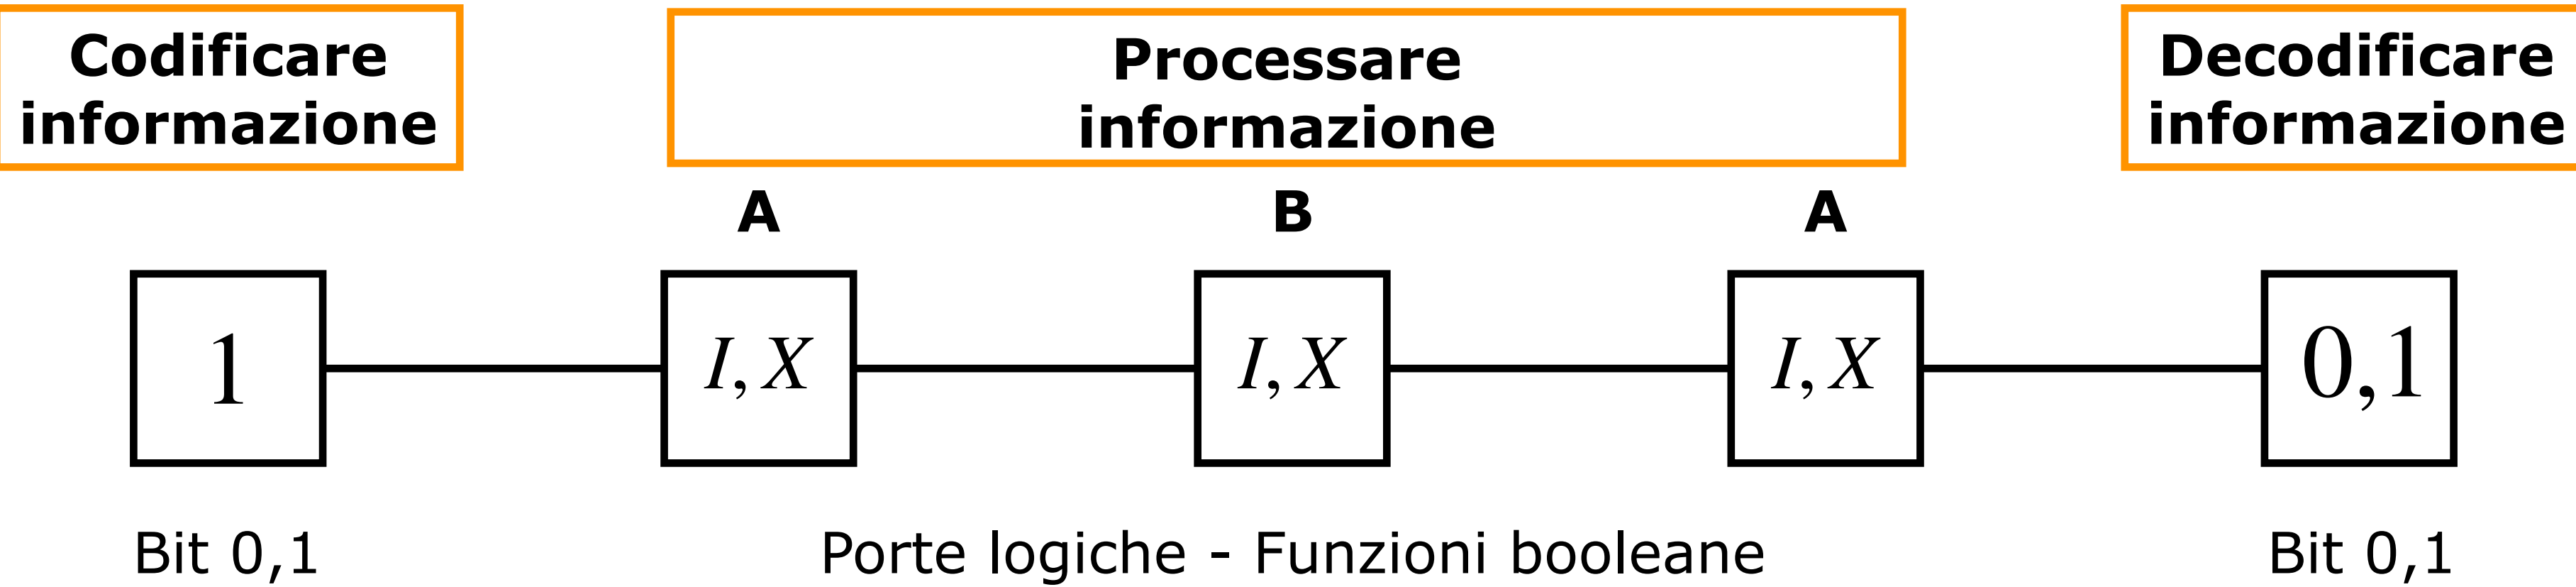 Codificare
informazione
Processare
informazione
Decodificare
informazione
A
B
A
1
I, X
I, X
I, X
0,1
Bit 0,1
Porte logiche - Funzioni booleane
Bit 0,1